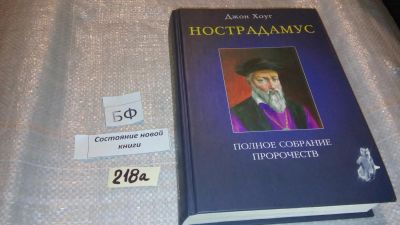 Джон Хоуг
НОСТРАДАМУС
ПОЛНОЕ СОБРАНИЕ
ПРОРОЧЕСТВ
БФ
Состояние новой
книги
218а